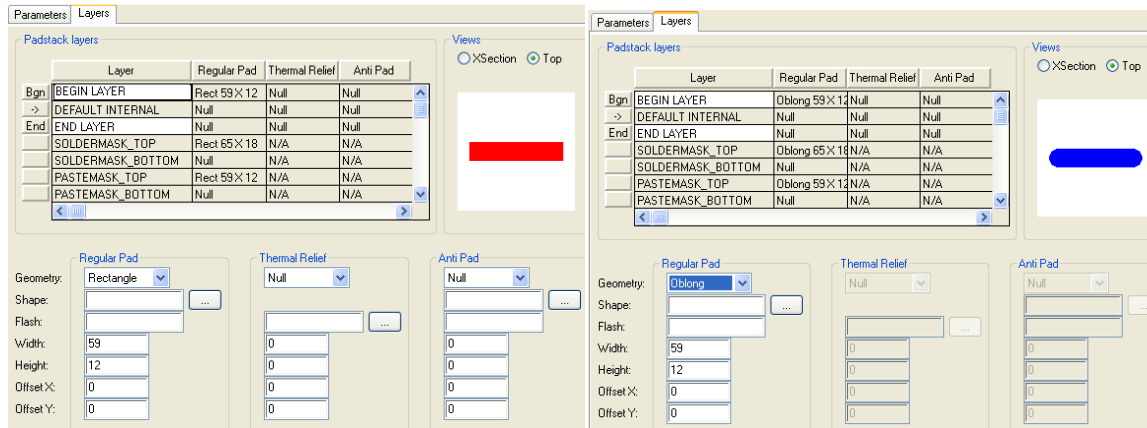 Parameters Layers
Padstack layers
Views
XSection Top
Layer Regular Pad Thermal Relief Anti Pad
Bgn BEGIN LAYER Rect 59 X 12 Null Null
-> DEFAULT INTERNAL Null Null Null
End END LAYER Null Null Null
SOLDERMASK_TOP Rect 65 X 18 N/A N/A
SOLDERMASK_BOTTOM Null N/A N/A
PASTEMASK_TOP Rect 59 X 12 N/A N/A
PASTEMASK_BOTTOM Null N/A N/A
Regular Pad Thermal Relief Anti Pad
Geometry: Rectangle Null Null
Shape: ... ...
Flash: ...
Width: 59 0 0
Height: 12 0 0
Offset X: 0 0 0
Offset Y: 0 0 0
Parameters Layers
Padstack layers
Views
XSection Top
Layer Regular Pad Thermal Relief Anti Pad
Bgn BEGIN LAYER Oblong 59 X 12 Null Null
-> DEFAULT INTERNAL Null Null Null
End END LAYER Null Null Null
SOLDERMASK_TOP Oblong 65 X 18 N/A N/A
SOLDERMASK_BOTTOM Null N/A N/A
PASTEMASK_TOP Oblong 59 X 12 N/A N/A
PASTEMASK_BOTTOM Null N/A N/A
Regular Pad Thermal Relief Anti Pad
Geometry: Oblong Null Null
Shape: ... ...
Flash: ...
Width: 59 0 0
Height: 12 0 0
Offset X: 0 0 0
Offset Y: 0 0 0